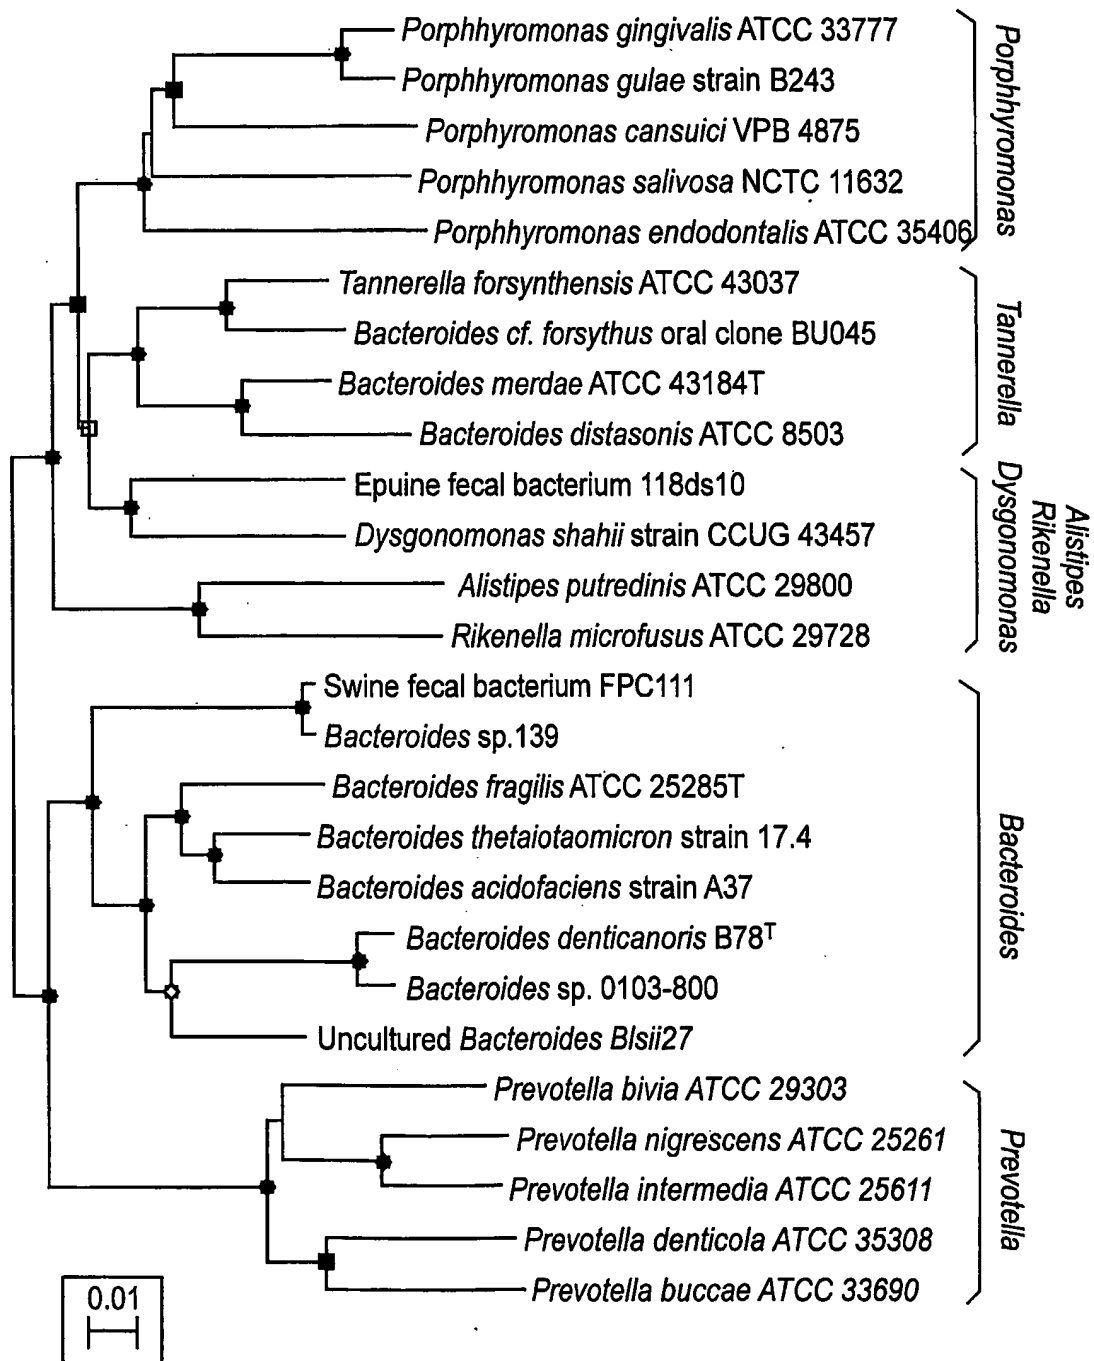 Porphhyromonas gingivalis ATCC 33777
Porphhyromonas gulae strain B243
Porphyromonas cansuici VPB 4875
Porphhyromonas salivosa NCTC 11632
Porphhyromonas endodontalis ATCC 35406
Porphhyromonas
Tannerella forsynthensis ATCC 43037
Bacteroides cf. forsythus oral clone BU045
Bacteroides merdae ATCC 43184T
Bacteroides distasonis ATCC 8503
Tannerella
Epuine fecal bacterium 118ds10
Dysgonomonas shahii strain CCUG 43457
Alistipes putredinis ATCC 29800
Rikenella microfusus ATCC 29728
Alistipes
Rikenella
Dysgonomonas
Swine fecal bacterium FPC111
Bacteroides sp.139
Bacteroides fragilis ATCC 25285T
Bacteroides thetaiotaomicron strain 17.4
Bacteroides acidofaciens strain A37
Bacteroides denticanoris B78ᵀ
Bacteroides sp. 0103-800
Uncultured Bacteroides Blsii27
Bacteroides
Prevotella bivia ATCC 29303
Prevotella nigrescens ATCC 25261
Prevotella intermedia ATCC 25611
Prevotella denticola ATCC 35308
Prevotella buccae ATCC 33690
Prevotella
0.01